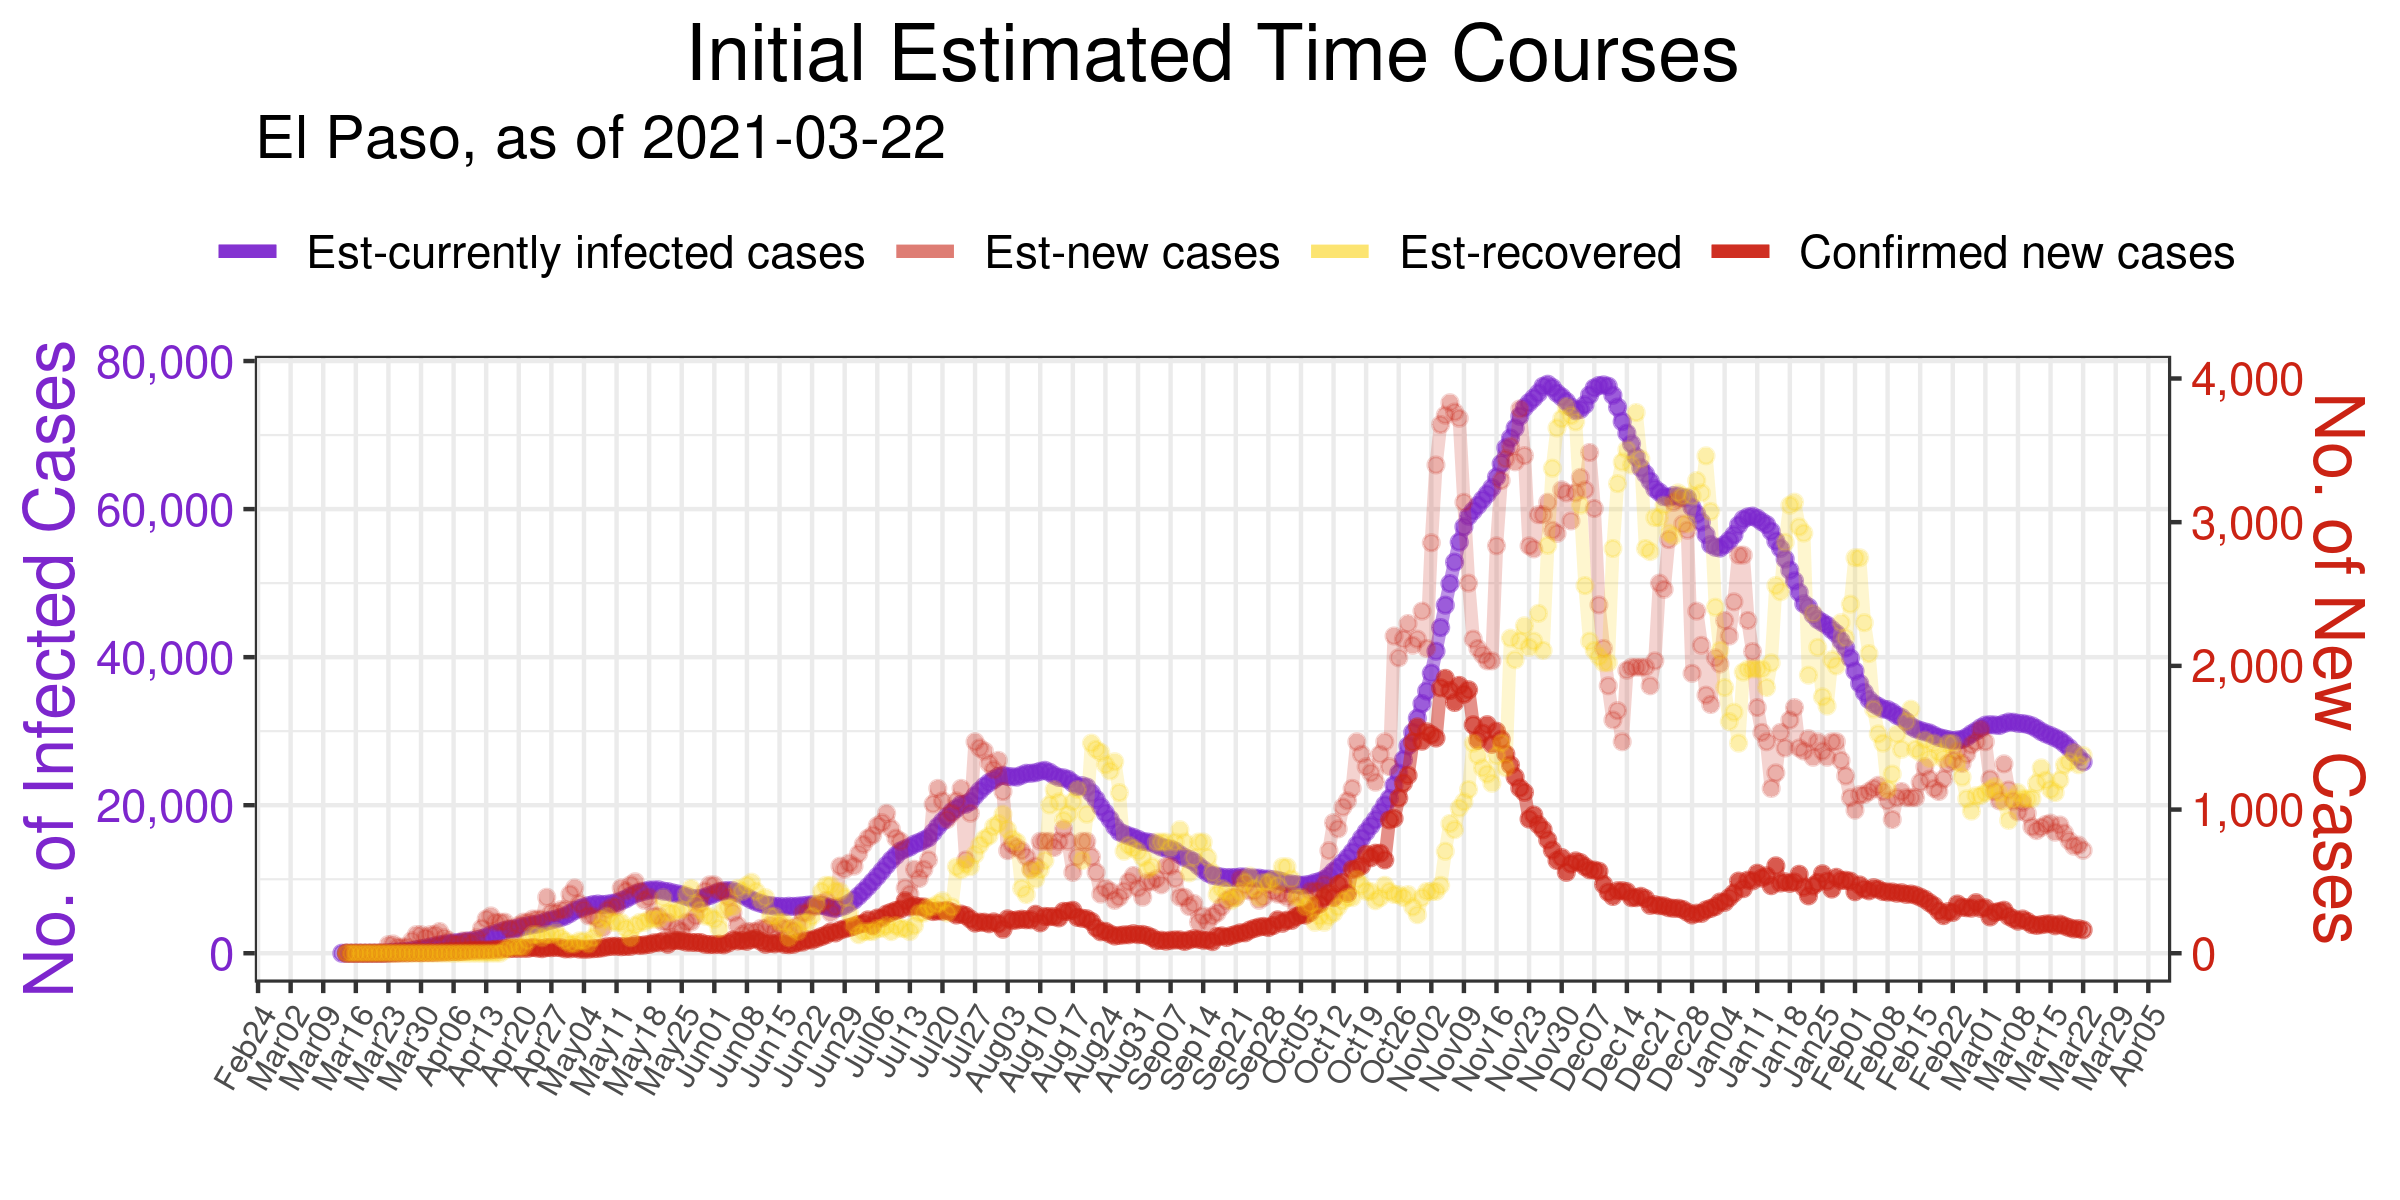 Initial Estimated Time Courses
El Paso, as of 2021-03-22
Est-currently infected cases Est-new cases Est-recovered Confirmed new cases
No. of Infected Cases
80,000
60,000
40,000
20,000
0
4,000
3,000
2,000
1,000
0
No. of New Cases
Feb24 Mar02 Mar09 Mar16 Mar23 Mar30 Apr06 Apr13 Apr20 Apr27 May04 May11 May18 May25 Jun01 Jun08 Jun15 Jun22 Jun29 Jul06 Jul13 Jul20 Jul27 Aug03 Aug10 Aug17 Aug24 Aug31 Sep07 Sep14 Sep21 Sep28 Oct05 Oct12 Oct19 Oct26 Nov02 Nov09 Nov16 Nov23 Nov30 Dec07 Dec14 Dec21 Dec28 Jan04 Jan11 Jan18 Jan25 Feb01 Feb08 Feb15 Feb22 Mar01 Mar08 Mar15 Mar22 Mar29 Apr05